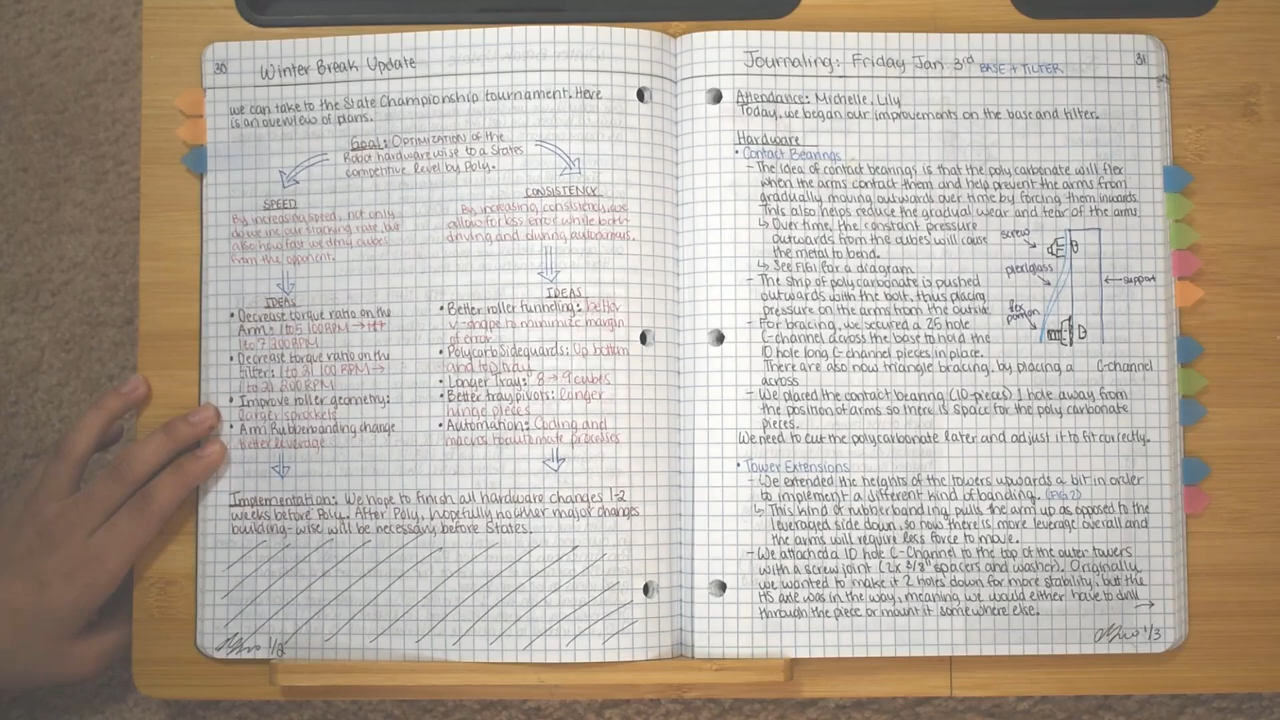 30 Winter Break Update
we can take to the State Championship tournament. Here
is an overview of plans.
Goal: Optimization of the
Robot hardware wise to a States
competitive level by Poly.
SPEED
By increasing speed, not only
do we inc our stacking rate, but
also how fast we deny cubes
from the opponent.
IDEAS
• Decrease torque ratio on the
Arm: 1 to 5 100 RPM →
1 to 7 200 RPM
• Decrease torque ratio on the
tilter: 1 to 21 100 RPM →
1 to 21 200 RPM
• Improve roller geometry:
Larger sprockets
• Arm Rubberbanding change
Better leverage
CONSISTENCY
By increasing consistency, we
allow for less error while both
driving and during autonomous.
IDEAS
• Better roller funneling: better
v-shape to minimize margin
of error
• Polycarb Sideguards: On bottom
and top tray
• Longer Tray: 8 → 9 cubes
• Better tray pivots: Longer
hinge pieces
• Automation: Coding and
macros to automate processes
Implementation: We hope to finish all hardware changes 1-2
weeks before Poly. After Poly, hopefully no other major changes
building-wise will be necessary before States.
Journaling: Friday Jan 3rd BASE + TILTER 31
Attendance: Michelle, Lily
Today, we began our improvements on the base and tilter.
Hardware
• Contact Bearings
- The idea of contact bearings is that the poly carbonate will flex
when the arms contact them and help prevent the arms from
gradually moving outwards over time by forcing them inwards.
This also helps reduce the gradual wear and tear of the arms.
↳ Over time, the constant pressure
outwards from the cubes will cause
the metal to bend.
↳ See FIG1 for a diagram
- The strip of polycarbonate is pushed
outwards with the bolt, thus placing
pressure on the arms from the outside.
- For bracing, we secured a 25 hole
C-channel across the base to hold the
10 hole long C-channel pieces in place.
There are also now triangle bracing, by placing a C-channel
across
screw
plexiglass
flex
portion
support
- We placed the contact bearing (10-pieces) 1 hole away from
the position of arms so there is space for the poly carbonate
pieces.
We need to cut the polycarbonate later and adjust it to fit correctly.
• Tower Extensions
- We extended the heights of the towers upwards a bit in order
to implement a different kind of banding. (FIG 2)
↳ This kind of rubberbanding pulls the arm up as opposed to the
leveraged side down, so now there is more leverage overall and
the arms will require less force to move.
- We attached a 10 hole C-Channel to the top of the outer towers
with a screw joint (2x 3/8" spacers and washer). Originally
we wanted to make it 2 holes down for more stability, but the
HS axle was in the way, meaning we would either have to drill
through the piece or mount it somewhere else. →
1/3